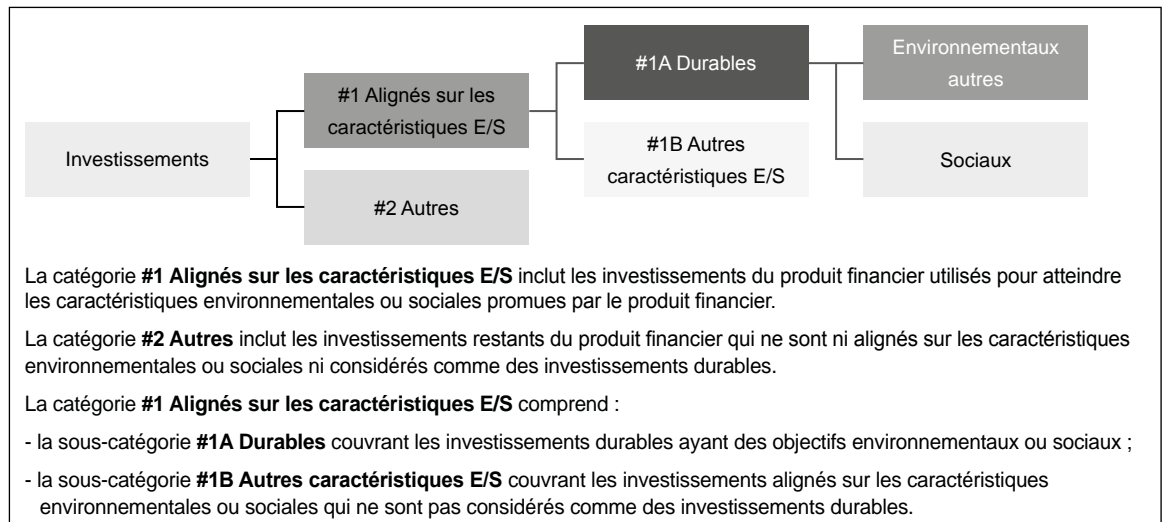 Investissements
#1 Alignés sur les
caractéristiques E/S
#2 Autres
#1A Durables
#1B Autres
caractéristiques E/S
Environnementaux
autres
Sociaux
La catégorie #1 Alignés sur les caractéristiques E/S inclut les investissements du produit financier utilisés pour atteindre
les caractéristiques environnementales ou sociales promues par le produit financier.
La catégorie #2 Autres inclut les investissements restants du produit financier qui ne sont ni alignés sur les caractéristiques
environnementales ou sociales ni considérés comme des investissements durables.
La catégorie #1 Alignés sur les caractéristiques E/S comprend :
- la sous-catégorie #1A Durables couvrant les investissements durables ayant des objectifs environnementaux ou sociaux ;
- la sous-catégorie #1B Autres caractéristiques E/S couvrant les investissements alignés sur les caractéristiques
environnementales ou sociales qui ne sont pas considérés comme des investissements durables.